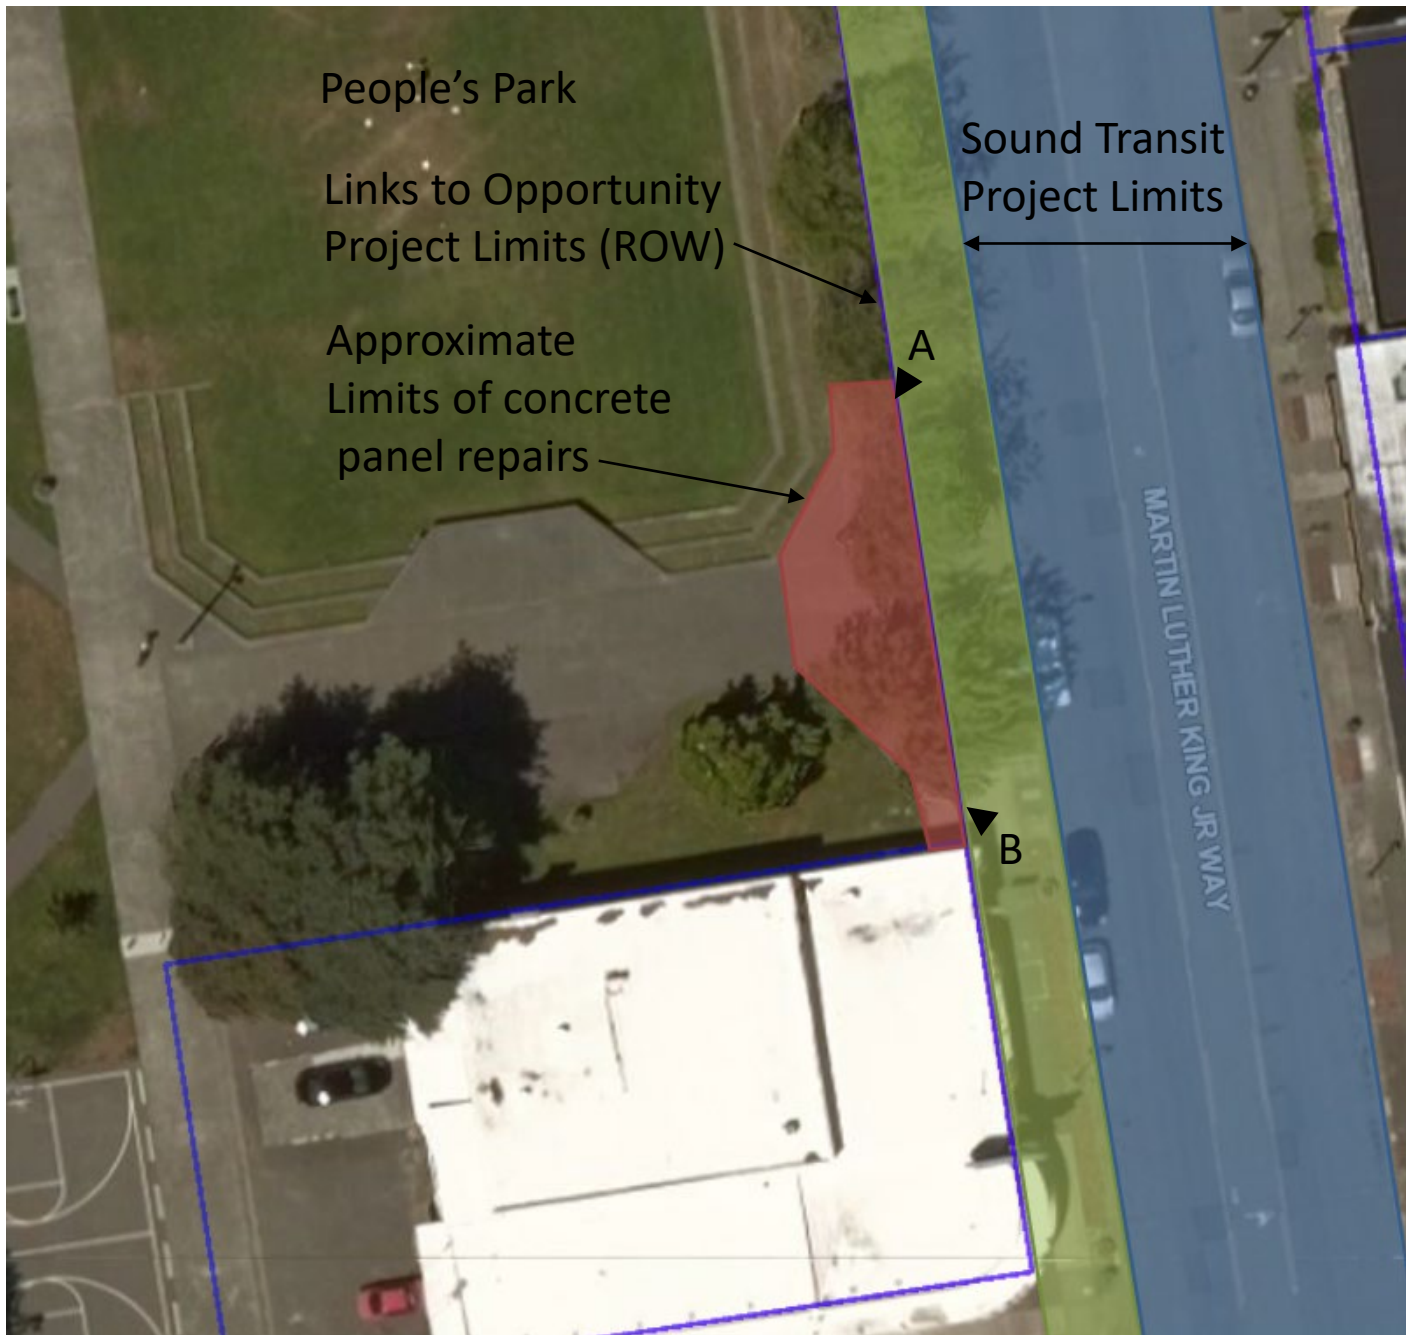 People’s Park
Links to Opportunity
Project Limits (ROW)
Approximate
Limits of concrete
panel repairs
Sound Transit
Project Limits
A
B
MARTIN LUTHER KING JR WAY